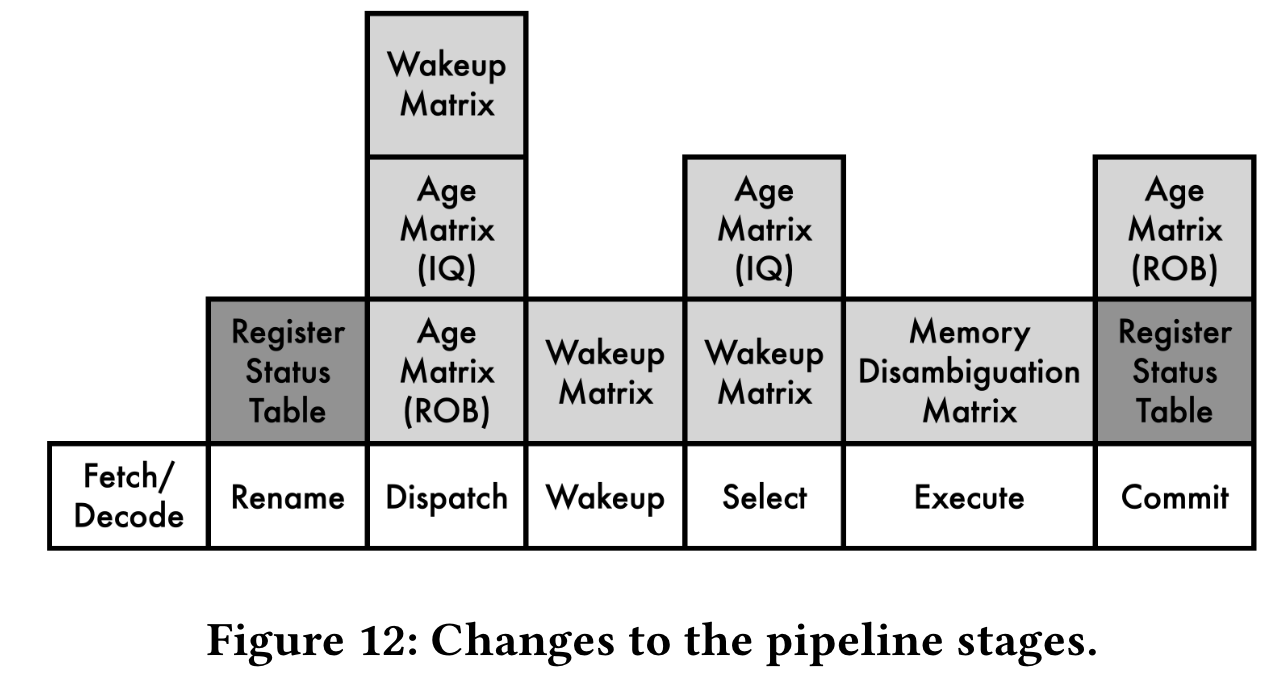 Wakeup
Matrix
Age
Matrix
(IQ)
Age
Matrix
(IQ)
Age
Matrix
(ROB)
Register
Status
Table
Age
Matrix
(ROB)
Wakeup
Matrix
Wakeup
Matrix
Memory
Disambiguation
Matrix
Register
Status
Table
Fetch/
Decode
Rename
Dispatch
Wakeup
Select
Execute
Commit
Figure 12: Changes to the pipeline stages.